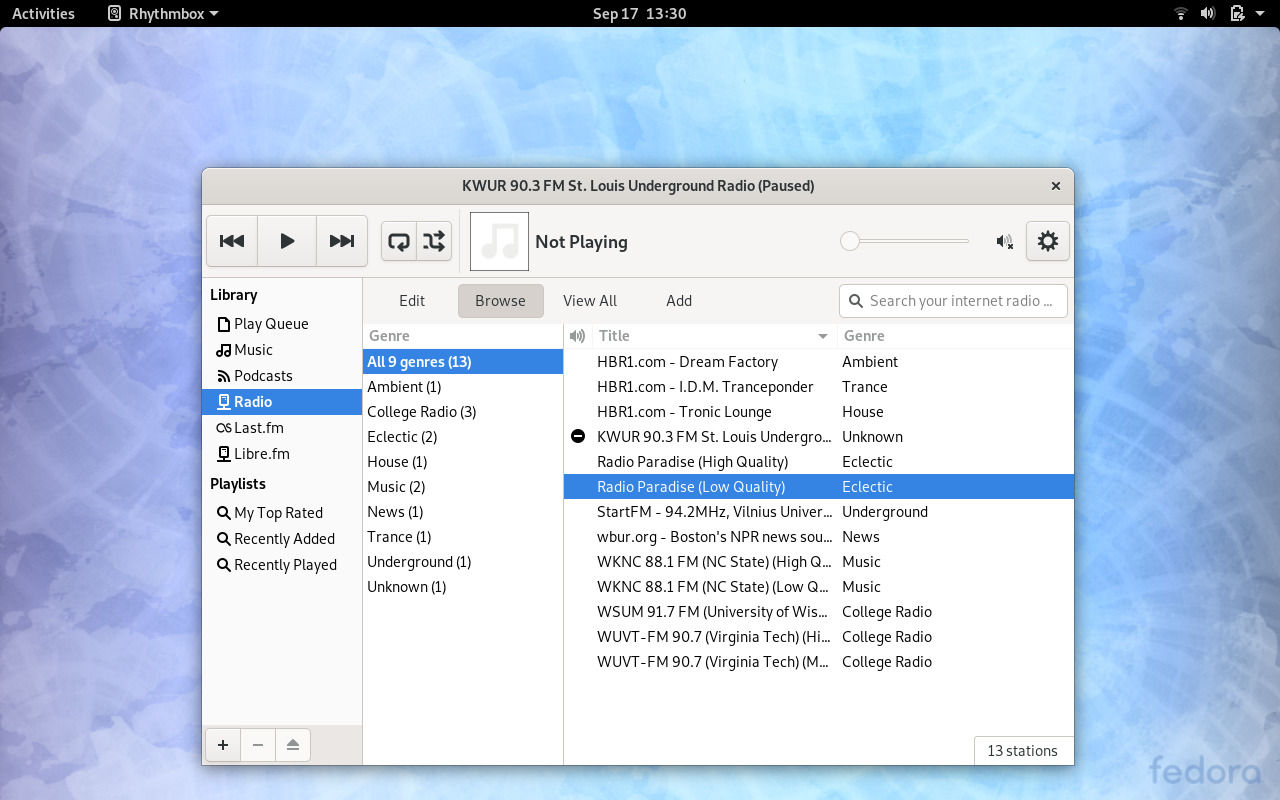 Activities Rhythmbox Sep 17 13:30
KWUR 90.3 FM St. Louis Underground Radio (Paused)
Not Playing
Library
Play Queue
Music
Podcasts
Radio
Last.fm
Libre.fm
Playlists
My Top Rated
Recently Added
Recently Played
Edit Browse View All Add Search your internet radio ...
Genre
All 9 genres (13)
Ambient (1)
College Radio (3)
Eclectic (2)
House (1)
Music (2)
News (1)
Trance (1)
Underground (1)
Unknown (1)
Title Genre
HBR1.com - Dream Factory Ambient
HBR1.com - I.D.M. Tranceponder Trance
HBR1.com - Tronic Lounge House
KWUR 90.3 FM St. Louis Undergro... Unknown
Radio Paradise (High Quality) Eclectic
Radio Paradise (Low Quality) Eclectic
StartFM - 94.2MHz, Vilnius Univer... Underground
wbur.org - Boston's NPR news sou... News
WKNC 88.1 FM (NC State) (High Q... Music
WKNC 88.1 FM (NC State) (Low Q... Music
WSUM 91.7 FM (University of Wis... College Radio
WUVT-FM 90.7 (Virginia Tech) (Hi... College Radio
WUVT-FM 90.7 (Virginia Tech) (M... College Radio
13 stations
fedora